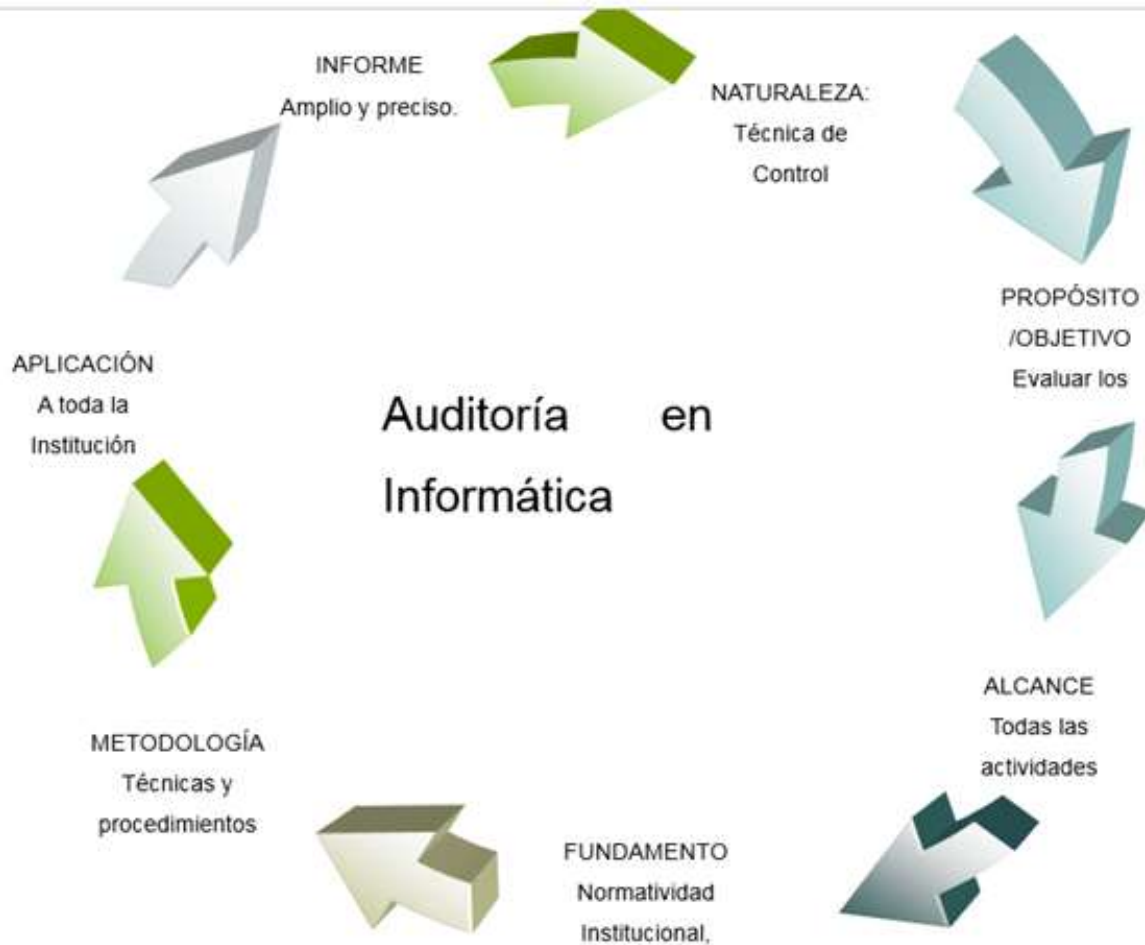 INFORME
Amplio y preciso.
NATURALEZA:
Técnica de
Control
PROPÓSITO
/OBJETIVO
Evaluar los
ALCANCE
Todas las
actividades
FUNDAMENTO
Normatividad
Institucional,
METODOLOGÍA
Técnicas y
procedimientos
APLICACIÓN
A toda la
Institución
Auditoría en
Informática